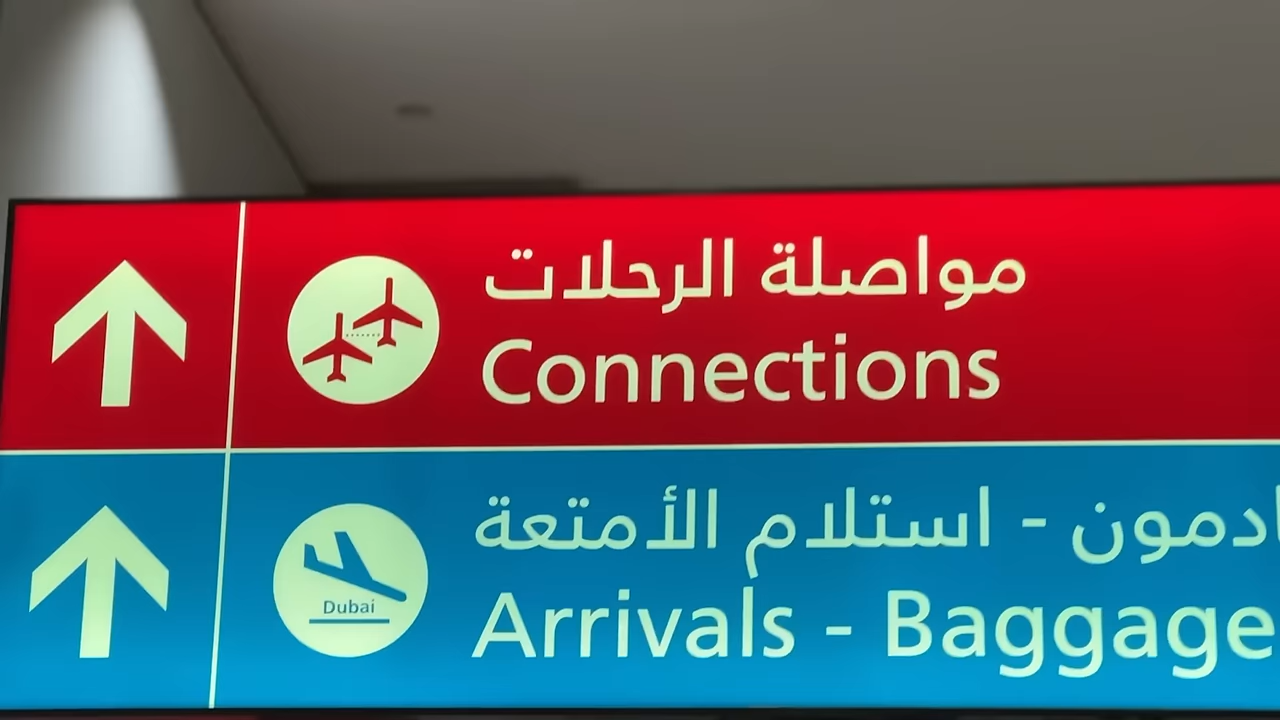 مواصلة الرحلات
Connections
استلام الأمتعة -
Arrivals - Baggage
Dubai